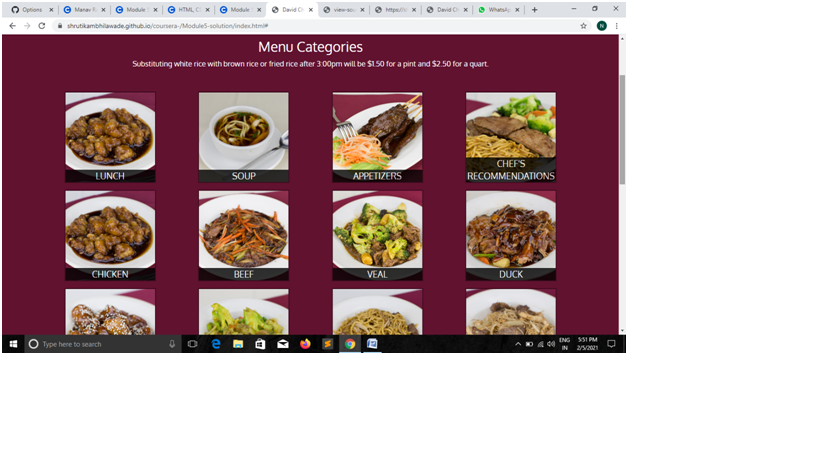 Options
Manav R
Module
HTML, C
Module
David Ch
view-sou
https://
David Ch
WhatsAp
shrutikambhilawade.github.io/coursera-/Module5-solution/index.html#
N
Menu Categories
Substituting white rice with brown rice or fried rice after 3:00pm will be $1.50 for a pint and $2.50 for a quart.
LUNCH
SOUP
APPETIZERS
CHEF'S
RECOMMENDATIONS
CHICKEN
BEEF
VEAL
DUCK
Type here to search
ENG
IN
5:51 PM
2/5/2021